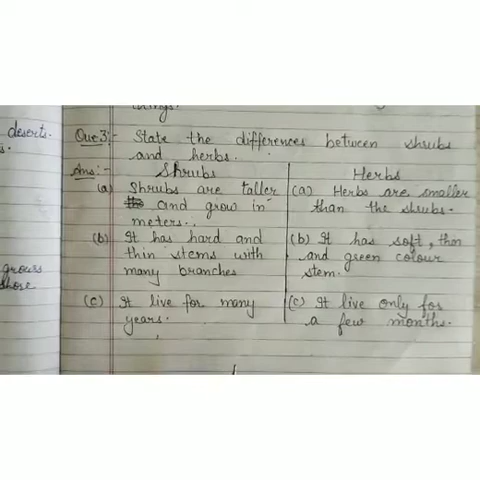 things.
deserts.
s.
Que 3:- State the differences between shrubs
and herbs.
Ans:- Shrubs Herbs
(a) Shrubs are taller (a) Herbs are smaller
and grow in than the shrubs.
meters.
(b) It has hard and (b) It has soft, thin
thin stems with and green colour
many branches stem.
grows
those
(c) It live for many (c) It live only for
years. a few months.